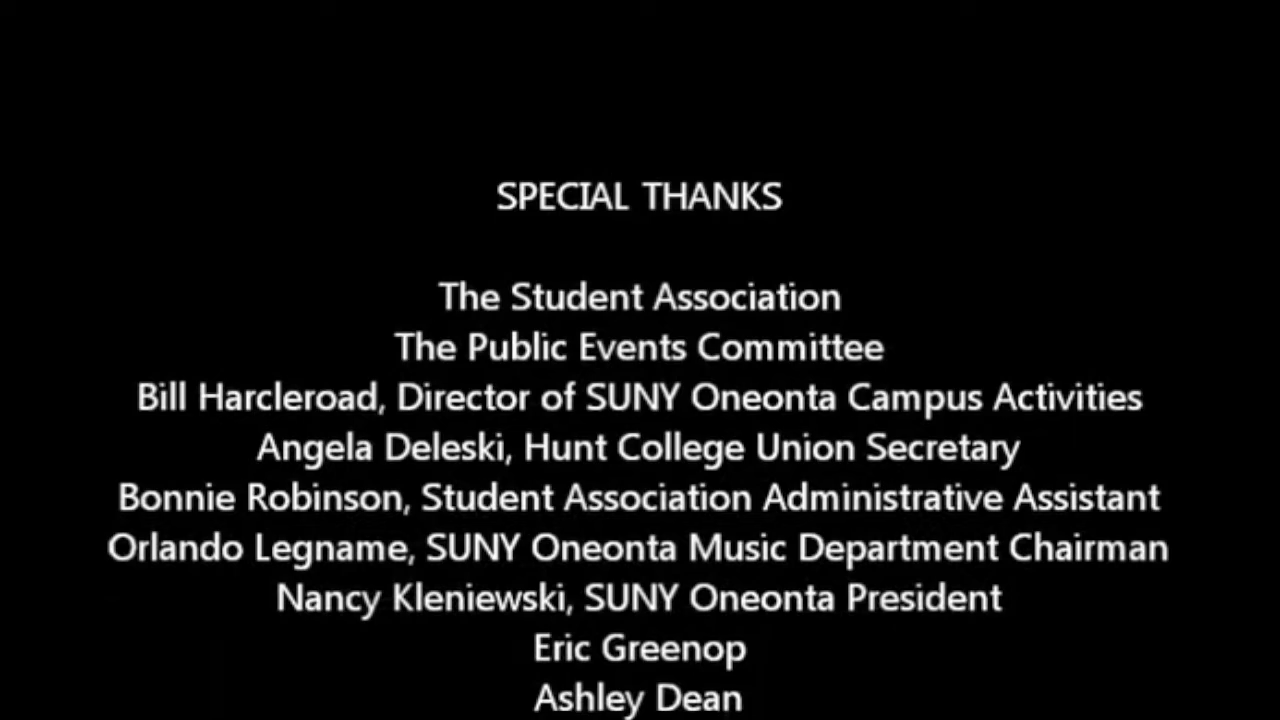 SPECIAL THANKS
The Student Association
The Public Events Committee
Bill Harcleroad, Director of SUNY Oneonta Campus Activities
Angela Deleski, Hunt College Union Secretary
Bonnie Robinson, Student Association Administrative Assistant
Orlando Legname, SUNY Oneonta Music Department Chairman
Nancy Kleniewski, SUNY Oneonta President
Eric Greenop
Ashley Dean